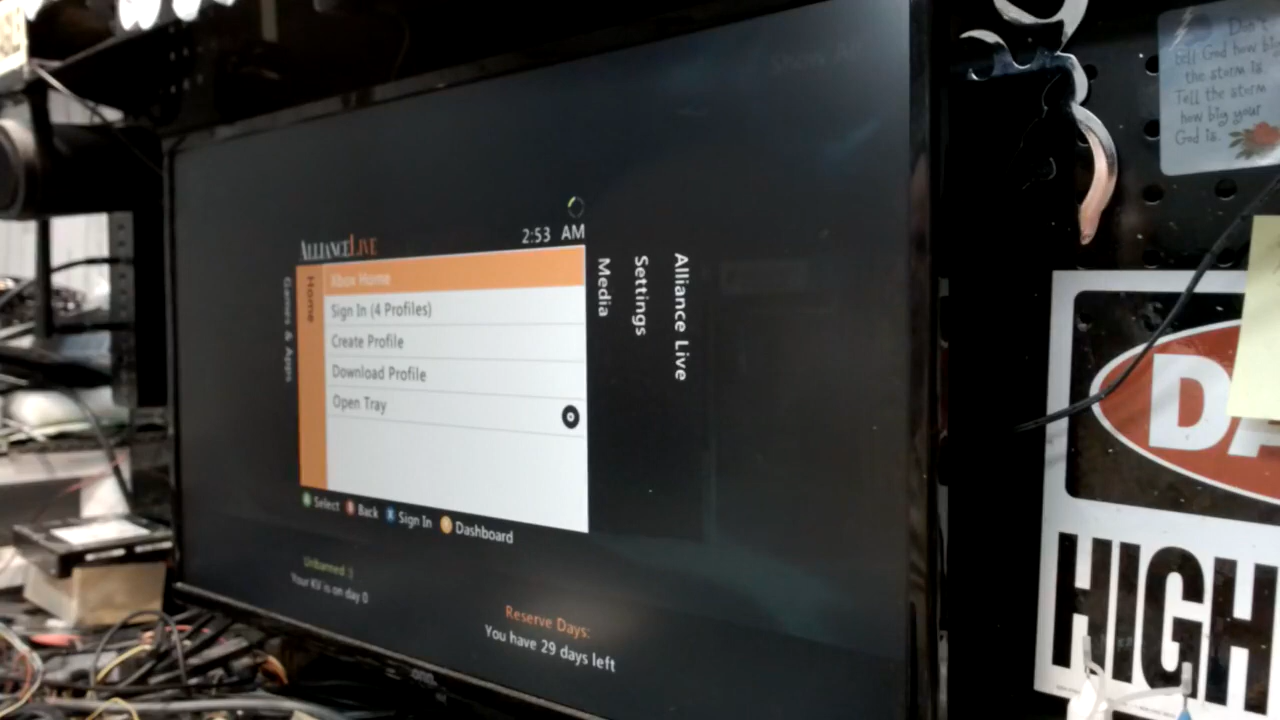 2:53 AM
ALLIANCELIVE
Games & Apps
Home
Xbox Home
Sign In (4 Profiles)
Create Profile
Download Profile
Open Tray
Media
Settings
Alliance Live
A Select B Back X Sign In Y Dashboard
Unbanned :)
Your KV is on day 0
Reserve Days:
You have 29 days left
Don't
tell God how big
the storm is.
Tell the storm
how big your
God is.
HIGH